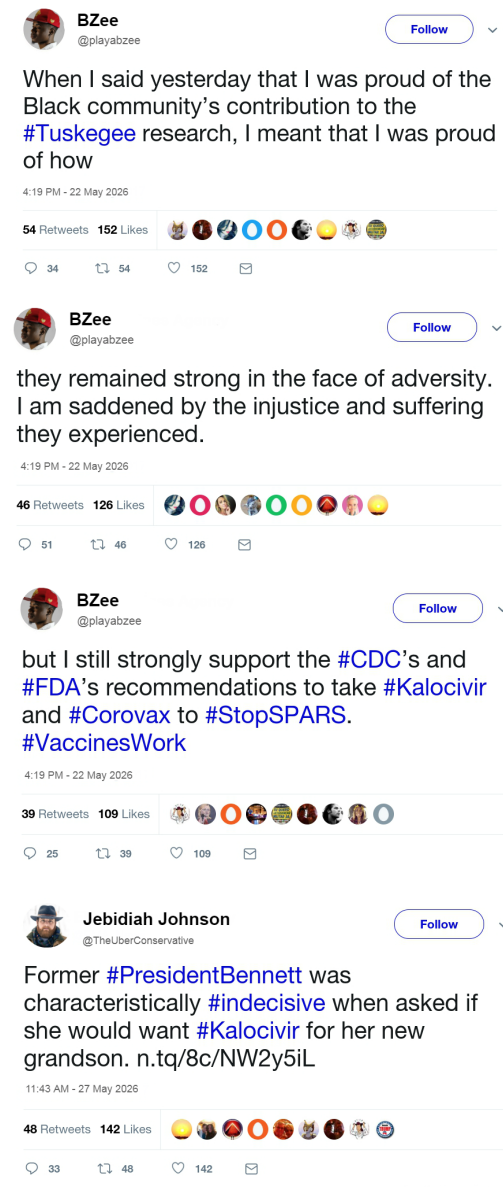 BZee
Follow
@playabzee
When I said yesterday that I was proud of the
Black community's contribution to the
#Tuskegee research, I meant that I was proud
of how
4:19 PM - 22 May 2026
54 Retweets 152 Likes
34 54 152
BZee
Follow
@playabzee
they remained strong in the face of adversity.
I am saddened by the injustice and suffering
they experienced.
4:19 PM - 22 May 2026
46 Retweets 126 Likes
51 46 126
BZee
Follow
@playabzee
but I still strongly support the #CDC's and
#FDA's recommendations to take #Kalocivir
and #Corovax to #StopSPARS.
#VaccinesWork
4:19 PM - 22 May 2026
39 Retweets 109 Likes
25 39 109
Jebidiah Johnson
Follow
@TheUberConservative
Former #PresidentBennett was
characteristically #indecisive when asked if
she would want #Kalocivir for her new
grandson. n.tq/8c/NW2y5iL
11:43 AM - 27 May 2026
48 Retweets 142 Likes
33 48 142